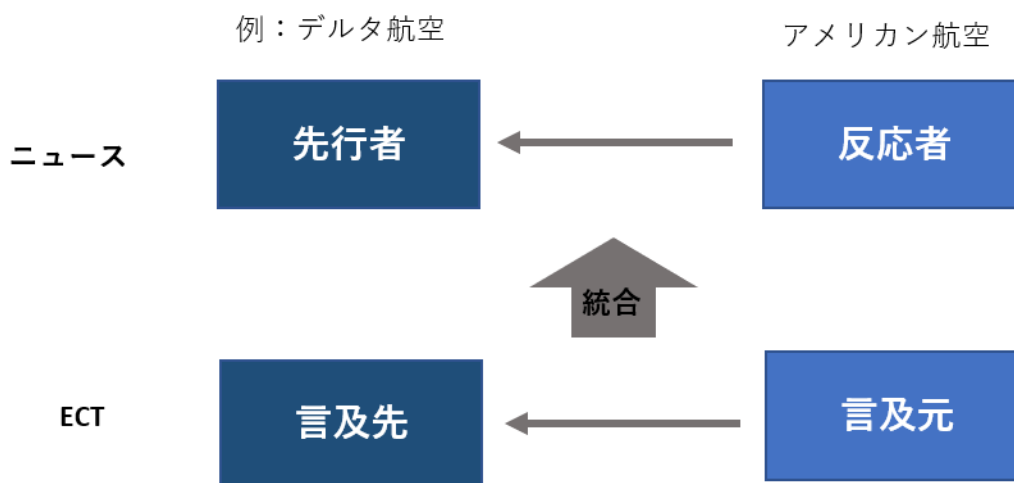 例：デルタ航空
アメリカン航空
ニュース
先行者
反応者
統合
ECT
言及先
言及元